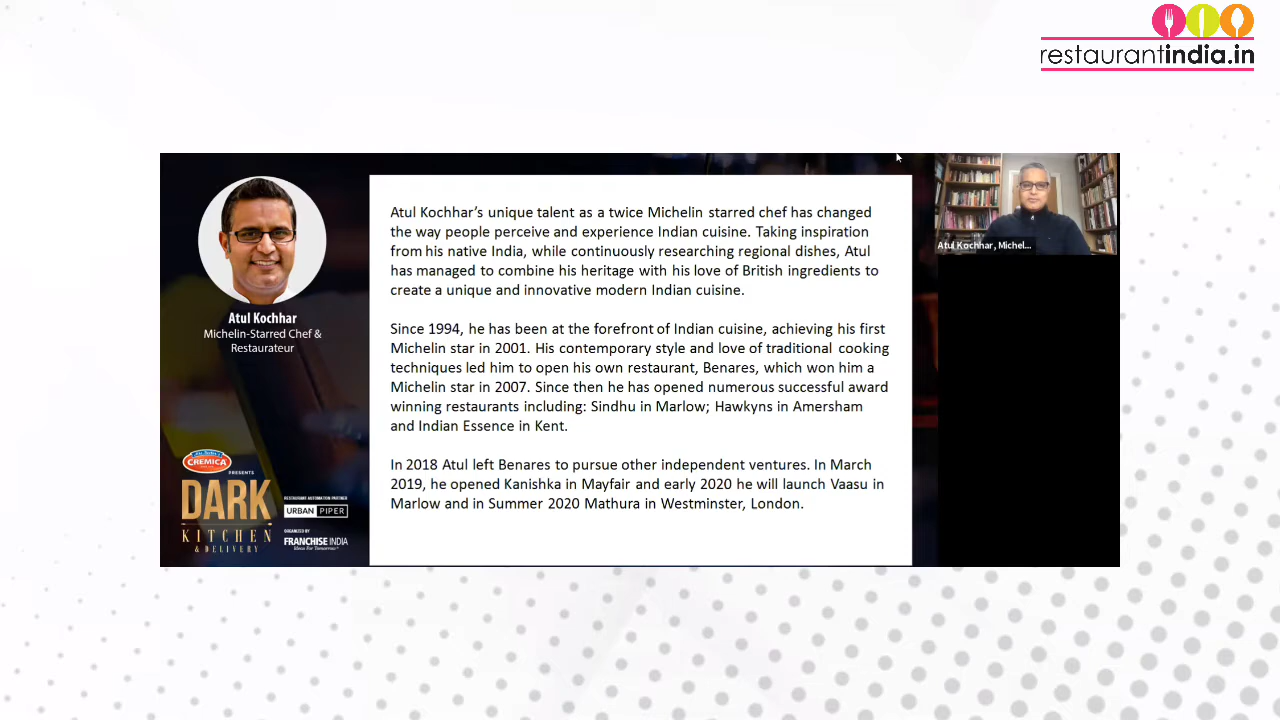 restaurantindia.in
Atul Kochhar
Michelin-Starred Chef &
Restaurateur
CREMICA
PRESENTS
DARK
KITCHEN
& DELIVERY
RESTAURANT AUTOMATION PARTNER
URBAN PIPER
ORGANIZED BY
FRANCHISE INDIA
Ideas For Tomorrow
Atul Kochhar's unique talent as a twice Michelin starred chef has changed
the way people perceive and experience Indian cuisine. Taking inspiration
from his native India, while continuously researching regional dishes, Atul
has managed to combine his heritage with his love of British ingredients to
create a unique and innovative modern Indian cuisine.
Since 1994, he has been at the forefront of Indian cuisine, achieving his first
Michelin star in 2001. His contemporary style and love of traditional cooking
techniques led him to open his own restaurant, Benares, which won him a
Michelin star in 2007. Since then he has opened numerous successful award
winning restaurants including: Sindhu in Marlow; Hawkyns in Amersham
and Indian Essence in Kent.
In 2018 Atul left Benares to pursue other independent ventures. In March
2019, he opened Kanishka in Mayfair and early 2020 he will launch Vaasu in
Marlow and in Summer 2020 Mathura in Westminster, London.
Atul Kochhar, Michel...